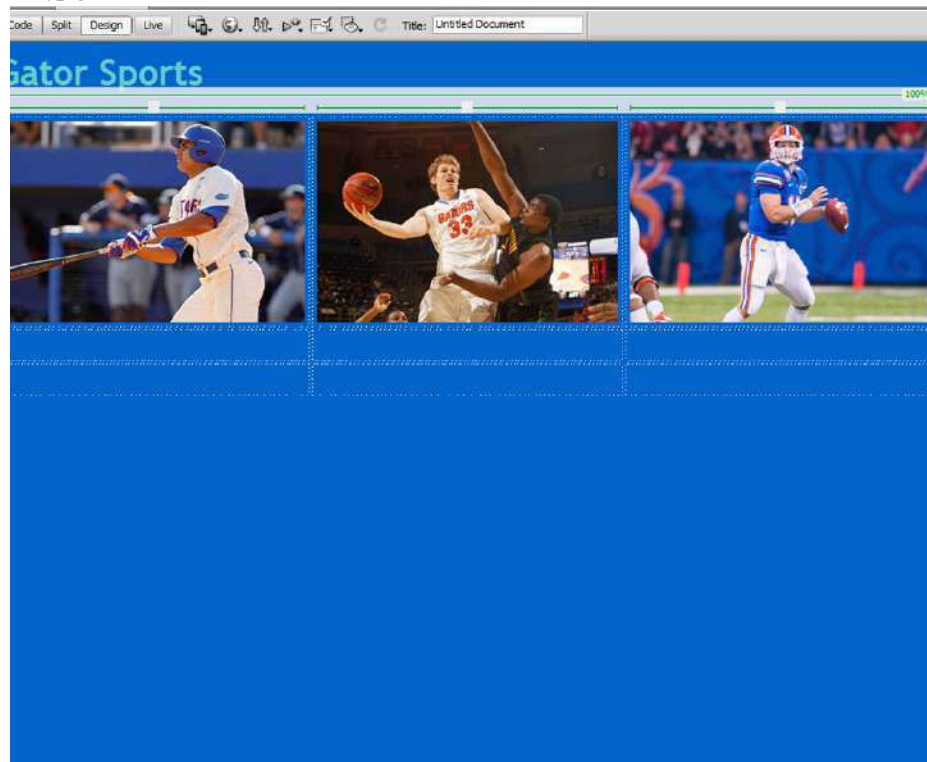 Code Split Design Live Title: Untitled Document
Gator Sports
100%
GATORS
33